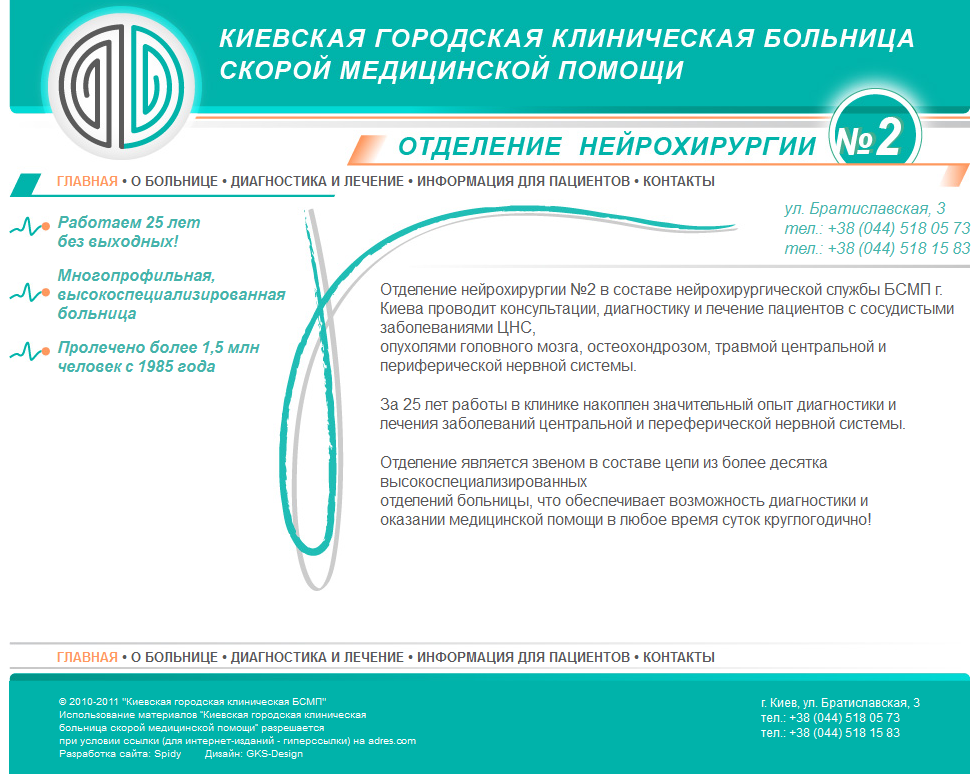 КИЕВСКАЯ ГОРОДСКАЯ КЛИНИЧЕСКАЯ БОЛЬНИЦА
СКОРОЙ МЕДИЦИНСКОЙ ПОМОЩИ
ОТДЕЛЕНИЕ НЕЙРОХИРУРГИИ №2
ГЛАВНАЯ • О БОЛЬНИЦЕ • ДИАГНОСТИКА И ЛЕЧЕНИЕ • ИНФОРМАЦИЯ ДЛЯ ПАЦИЕНТОВ • КОНТАКТЫ
ул. Братиславская, 3
тел.: +38 (044) 518 05 73
тел.: +38 (044) 518 15 83
Работаем 25 лет
без выходных!
Многопрофильная,
высокоспециализированная
больница
Пролечено более 1,5 млн
человек с 1985 года
Отделение нейрохирургии №2 в составе нейрохирургической службы БСМП г.
Киева проводит консультации, диагностику и лечение пациентов с сосудистыми
заболеваниями ЦНС,
опухолями головного мозга, остеохондрозом, травмой центральной и
периферической нервной системы.
За 25 лет работы в клинике накоплен значительный опыт диагностики и
лечения заболеваний центральной и переферической нервной системы.
Отделение является звеном в составе цепи из более десятка
высокоспециализированных
отделений больницы, что обеспечивает возможность диагностики и
оказании медицинской помощи в любое время суток круглогодично!
ГЛАВНАЯ • О БОЛЬНИЦЕ • ДИАГНОСТИКА И ЛЕЧЕНИЕ • ИНФОРМАЦИЯ ДЛЯ ПАЦИЕНТОВ • КОНТАКТЫ
© 2010-2011 "Киевская городская клиническая БСМП"
Использование материалов "Киевская городская клиническая
больница скорой медицинской помощи" разрешается
при условии ссылки (для интернет-изданий - гиперссылки) на adres.com
Разработка сайта: Spidy Дизайн: GKS-Design
г. Киев, ул. Братиславская, 3
тел.: +38 (044) 518 05 73
тел.: +38 (044) 518 15 83